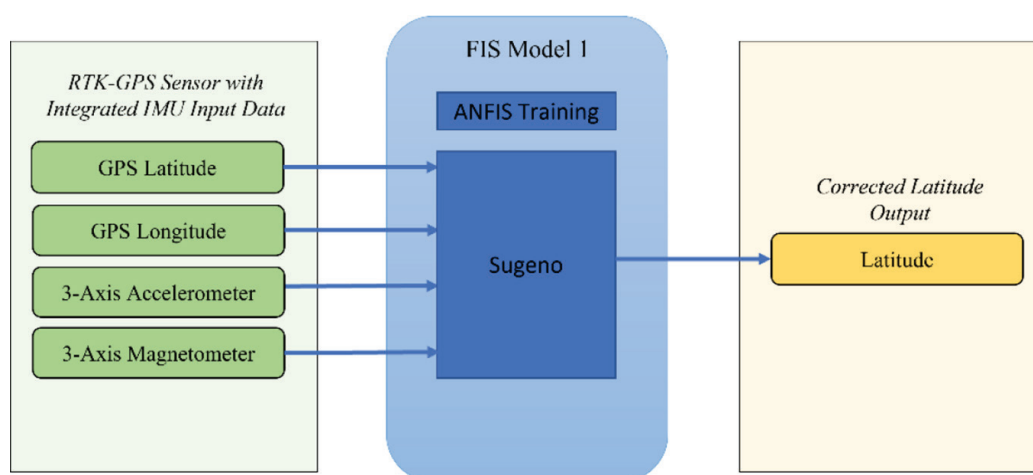 RTK-GPS Sensor with
Integrated IMU Input Data
GPS Latitude
GPS Longitude
3-Axis Accelerometer
3-Axis Magnetometer
FIS Model 1
ANFIS Training
Sugeno
Corrected Latitude
Output
Latitude